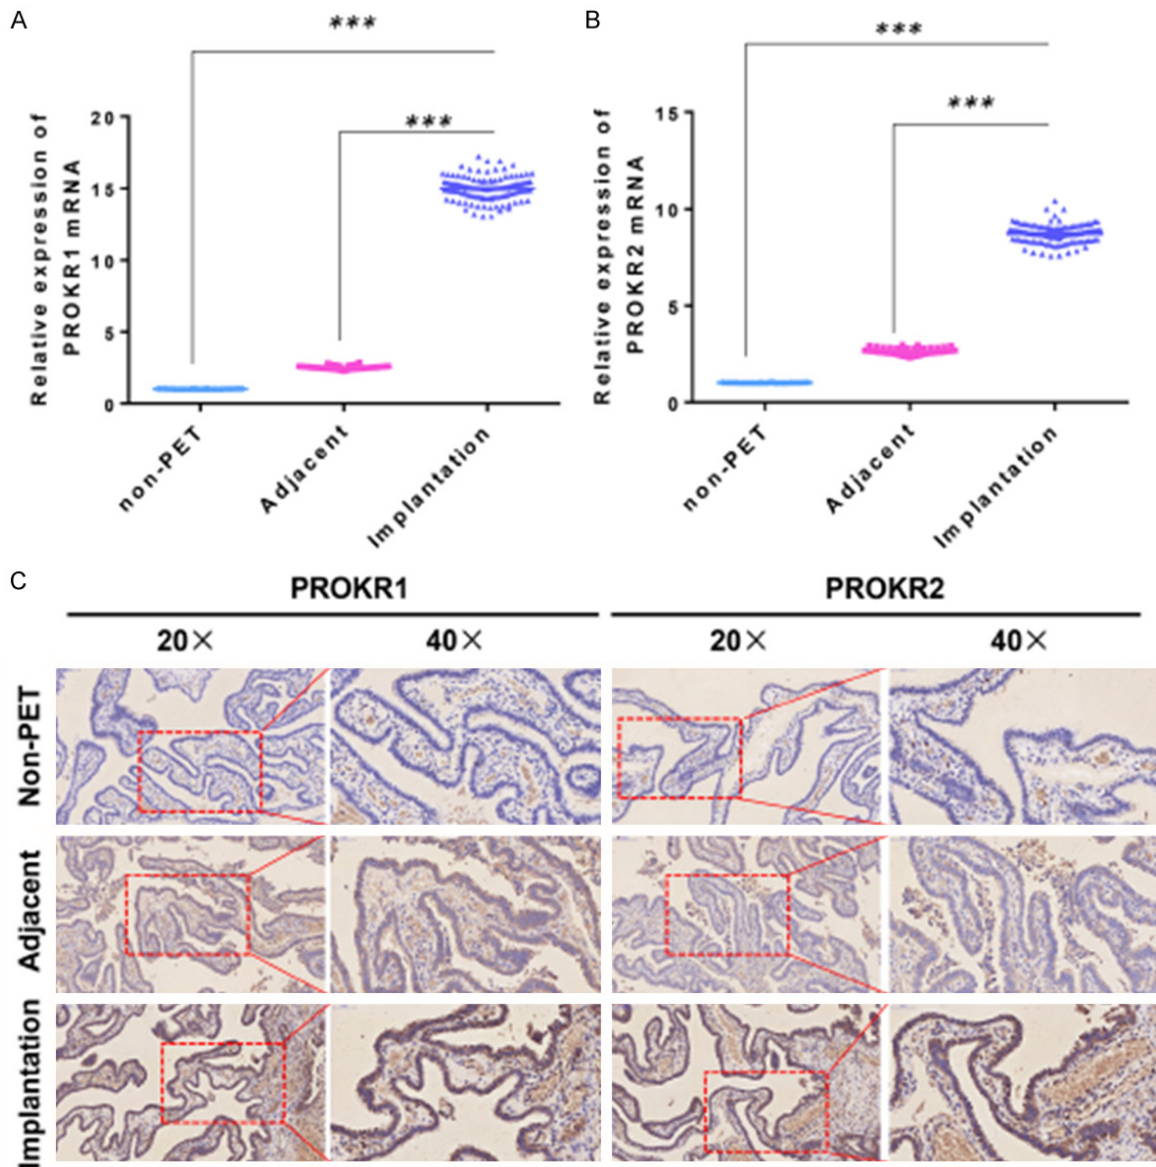 A
***
***
Relative expression of
PROKR1 mRNA
20
15
10
5
0
non-PET
Adjacent
Implantation
B
***
***
Relative expression of
PROKR2 mRNA
15
10
5
0
non-PET
Adjacent
Implantation
C
PROKR1
PROKR2
20×
40×
20×
40×
Non-PET
Adjacent
Implantation